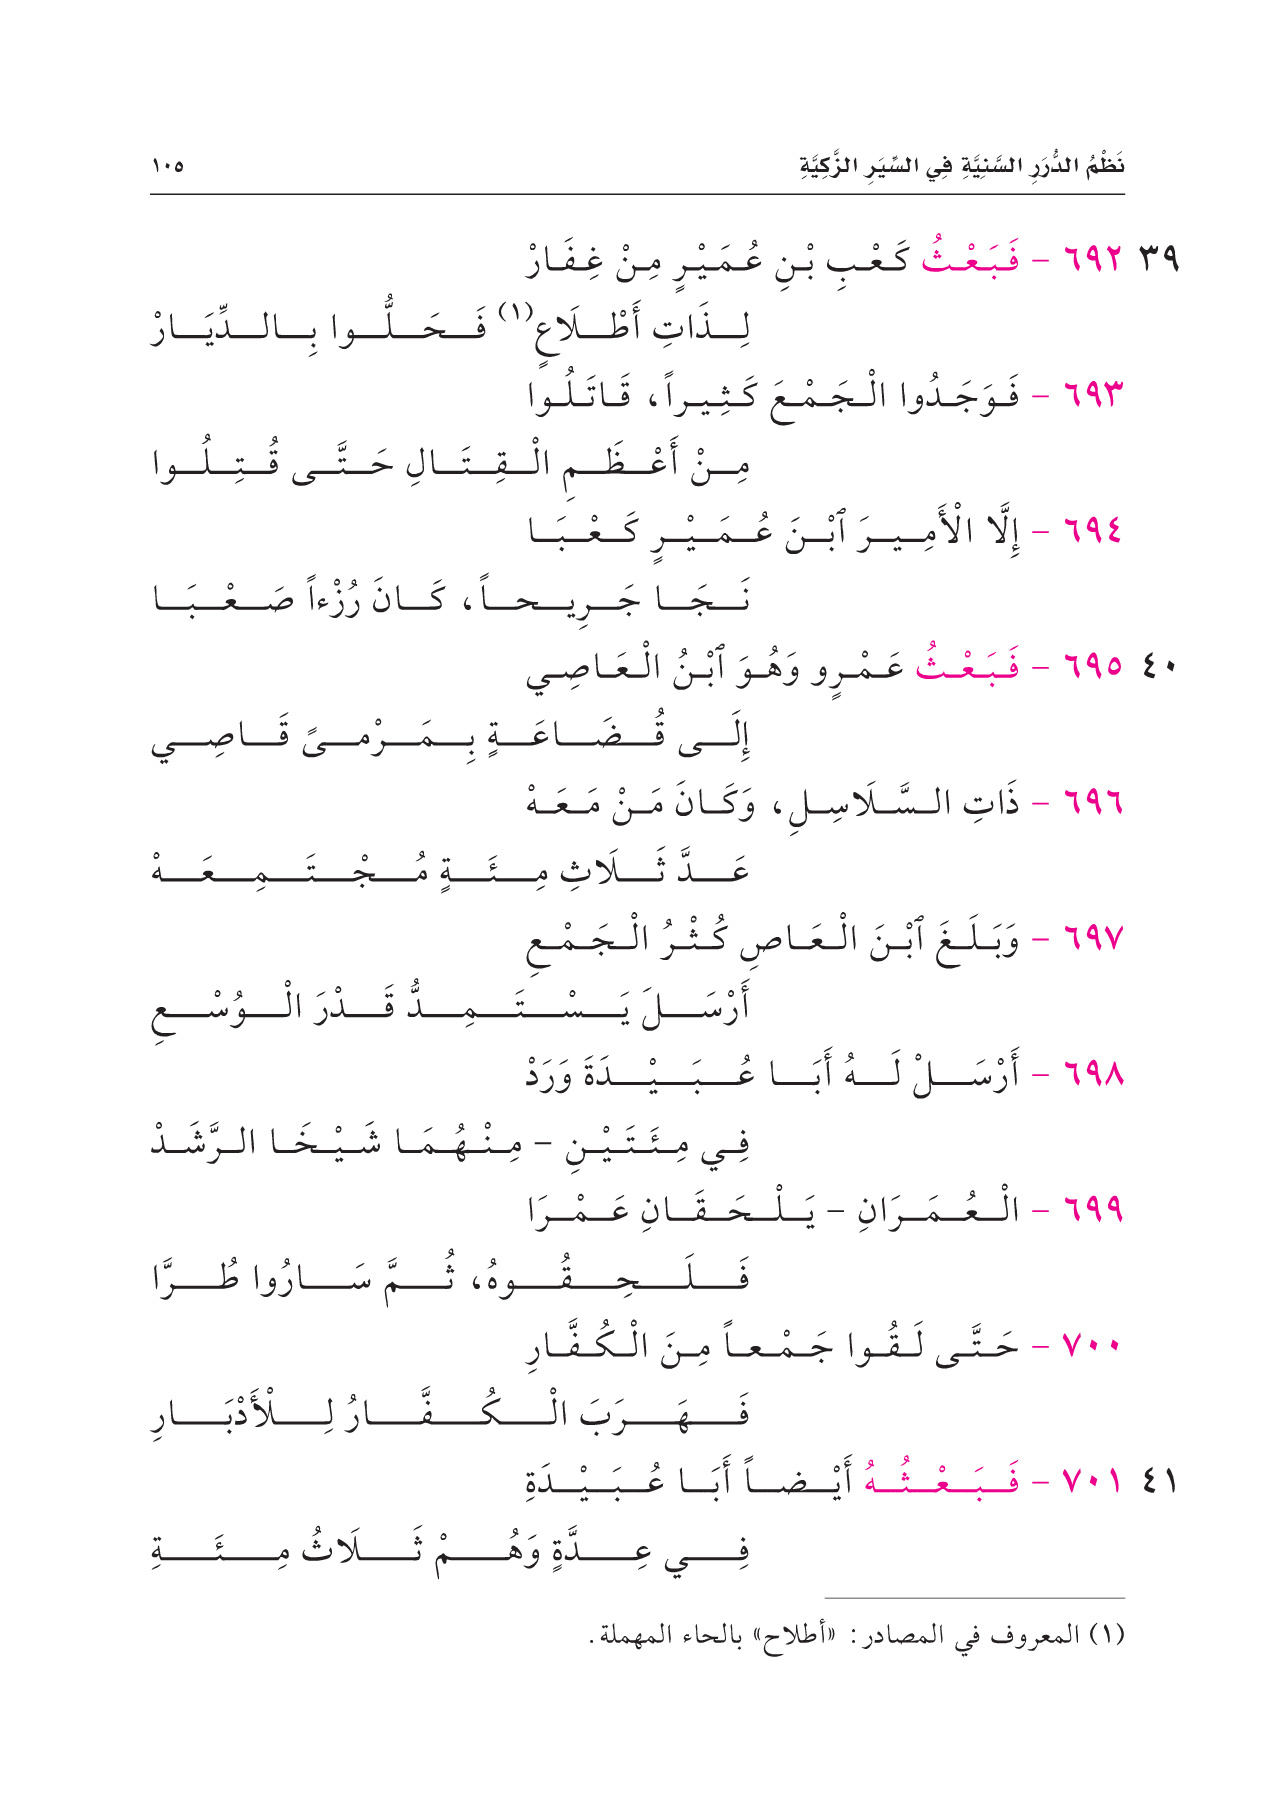 نَظْمُ الدُّرَرِ السَّنِيَّةِ فِي السِّيَرِ الزَّكِيَّةِ ١٠٥
٣٩ ٦٩٢ - فَبَعْثُ كَعْبِ بْنِ عُمَيْرٍ مِنْ غِفَارْ
لِذَاتِ أَطْلَاعٍ(١) فَحَلُّوا بِالدِّيَارْ
٦٩٣ - فَوَجَدُوا الْجَمْعَ كَثِيراً، قَاتَلُوا
مِنْ أَعْظَمِ الْقِتَالِ حَتَّى قُتِلُوا
٦٩٤ - إِلَّا الْأَمِيرَ ٱبْنَ عُمَيْرٍ كَعْبَا
نَجَا جَرِيحاً، كَانَ رُزْءاً صَعْبَا
٤٠ ٦٩٥ - فَبَعْثُ عَمْرٍو وَهُوَ ٱبْنُ الْعَاصِي
إِلَى قُضَاعَةٍ بِمَرْمىً قَاصِي
٦٩٦ - ذَاتِ السَّلَاسِلِ، وَكَانَ مَنْ مَعَهْ
عَدَّ ثَلَاثِ مِئَةٍ مُجْتَمِعَهْ
٦٩٧ - وَبَلَغَ ٱبْنَ الْعَاصِ كُثْرُ الْجَمْعِ
أَرْسَلَ يَسْتَمِدُّ قَدْرَ الْوُسْعِ
٦٩٨ - أَرْسَلْ لَهُ أَبَا عُبَيْدَةَ وَرَدْ
فِي مِئَتَيْنِ - مِنْهُمَا شَيْخَا الرَّشَدْ
٦٩٩ - الْعُمَرَانِ - يَلْحَقَانِ عَمْرَا
فَلَحِقُوهُ، ثُمَّ سَارُوا طُرَّا
٧٠٠ - حَتَّى لَقُوا جَمْعاً مِنَ الْكُفَّارِ
فَهَرَبَ الْكُفَّارُ لِلْأَدْبَارِ
٤١ ٧٠١ - فَبَعْثُهُ أَيْضاً أَبَا عُبَيْدَةِ
فِي عِدَّةٍ وَهُمْ ثَلَاثُ مِئَةِ
(١) المعروف في المصادر: «أطلاح» بالحاء المهملة.